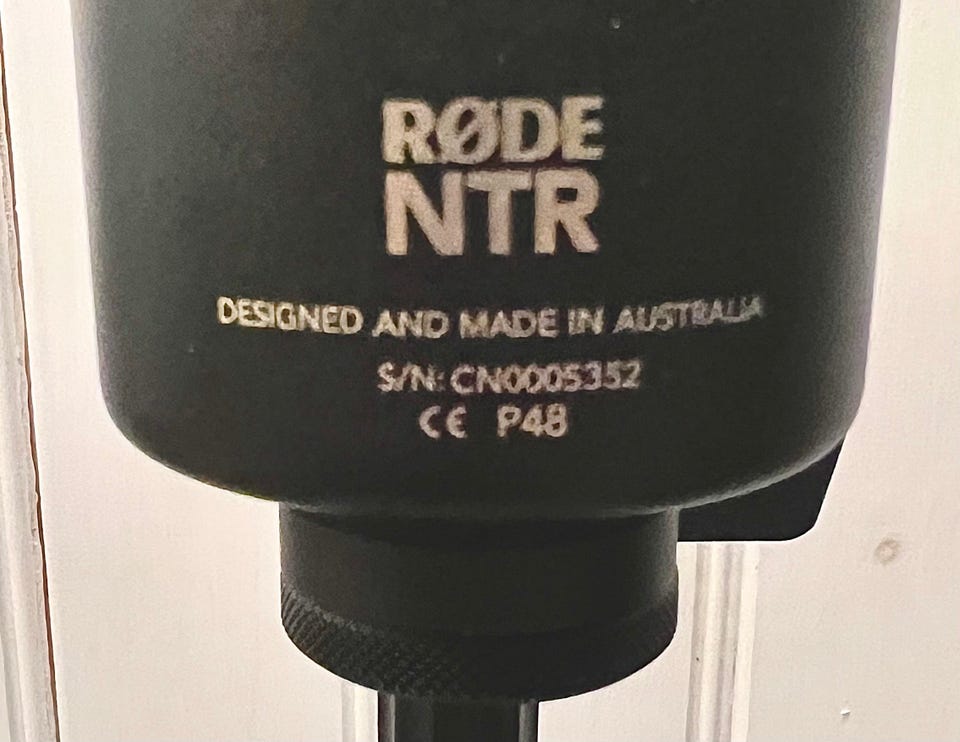 RØDE
NTR
DESIGNED AND MADE IN AUSTRALIA
S/N: CN0005352
CE P48